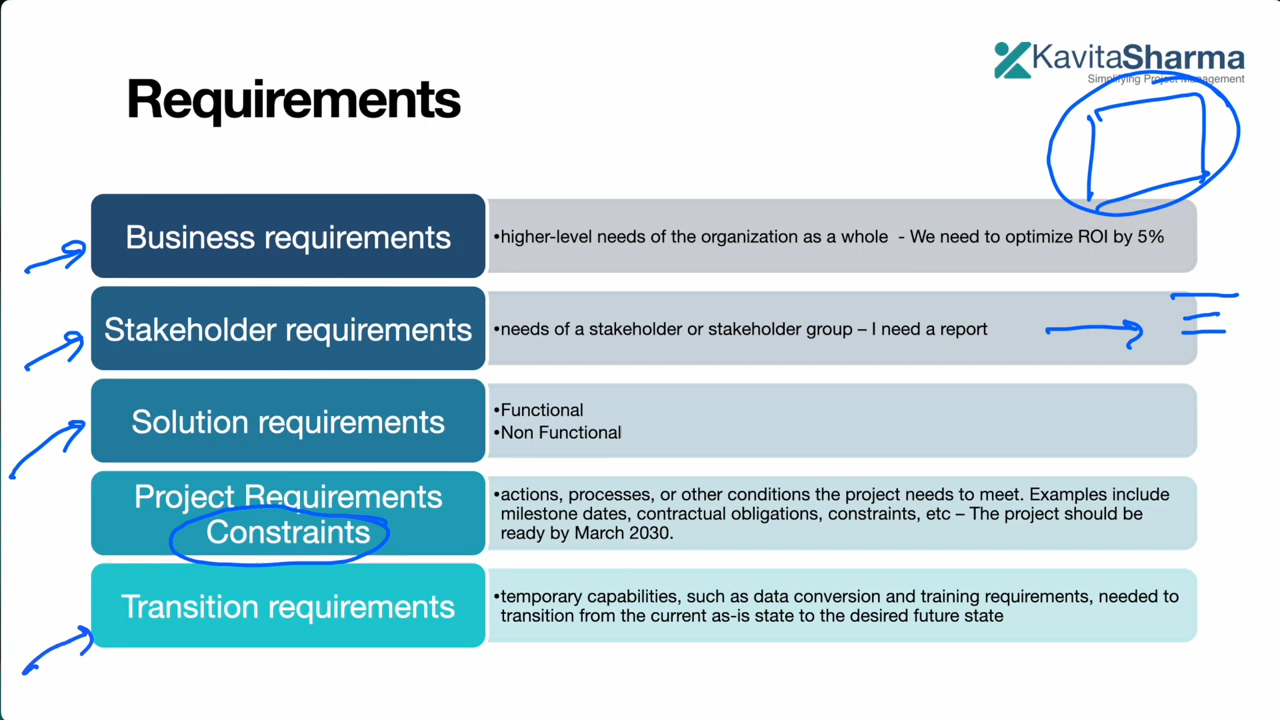 KavitaSharma
Simplifying Project Management
Requirements
Business requirements
•higher-level needs of the organization as a whole - We need to optimize ROI by 5%
Stakeholder requirements
•needs of a stakeholder or stakeholder group – I need a report
Solution requirements
•Functional
•Non Functional
Project Requirements
Constraints
•actions, processes, or other conditions the project needs to meet. Examples include
milestone dates, contractual obligations, constraints, etc – The project should be
ready by March 2030.
Transition requirements
•temporary capabilities, such as data conversion and training requirements, needed to
transition from the current as-is state to the desired future state